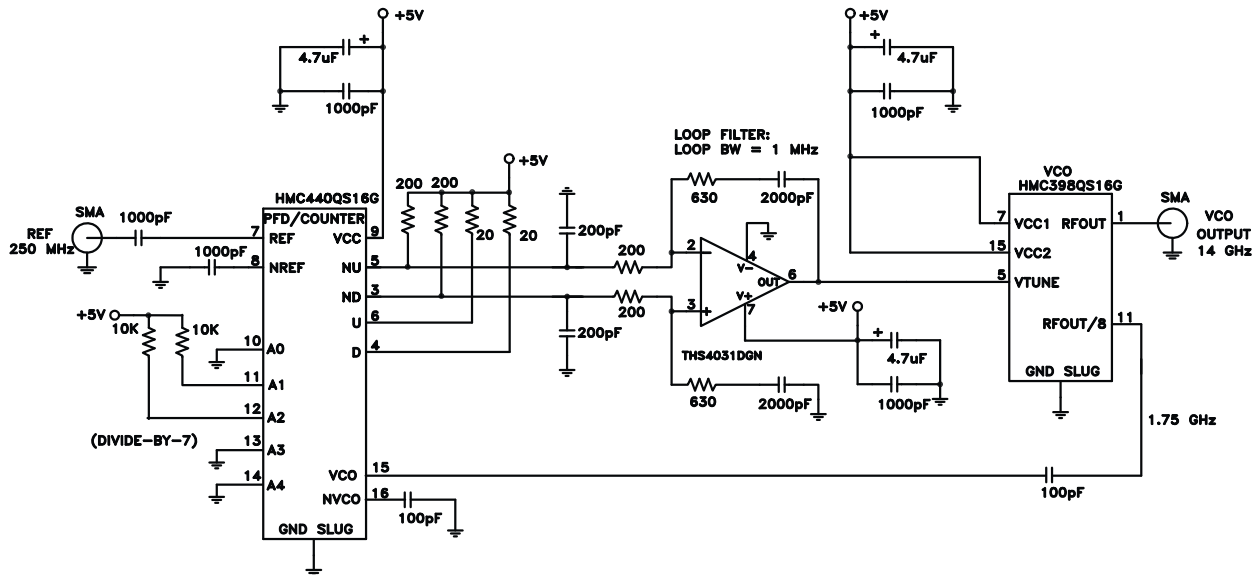 +5V
+5V
4.7uF
+
+
4.7uF
1000pF
1000pF
LOOP FILTER:
LOOP BW = 1 MHz
+5V
VCO
HMC398QS16G
HMC440QS16G
PFD/COUNTER
200
200
20
20
630
2000pF
SMA
REF
250 MHz
1000pF
7
REF
VCC
9
1000pF
8
NREF
NU
5
200pF
200
2
−
4
V−
OUT
6
7
VCC1
RFOUT
1
SMA
VCO
OUTPUT
14 GHz
15
VCC2
5
VTUNE
ND
3
200
200pF
3
+
V+
7
U
6
D
4
+5V
10K
10K
10
A0
11
A1
12
A2
(DIVIDE-BY-7)
13
A3
14
A4
THS4031DGN
+5V
+
4.7uF
1000pF
630
2000pF
RFOUT/8
11
GND SLUG
1.75 GHz
VCO
15
100pF
NVCO
16
100pF
GND SLUG